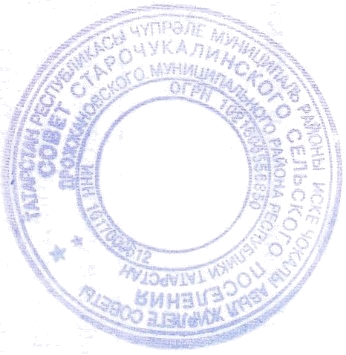 ТАТАРСТАН РЕСПУБЛИКАСЫ ЧҮПРӘЛЕ МУНИЦИПАЛЬ РАЙОНЫ ИСКЕ ЧОКАЛЫ АВЫЛ ҖИРЛЕГЕ СОВЕТЫ
СОВЕТ СТАРОЧУКАЛИНСКОГО СЕЛЬСКОГО ПОСЕЛЕНИЯ
ДРОЖЖАНОВСКОГО МУНИЦИПАЛЬНОГО РАЙОНА РЕСПУБЛИКИ ТАТАРСТАН
ИНН ОГРН